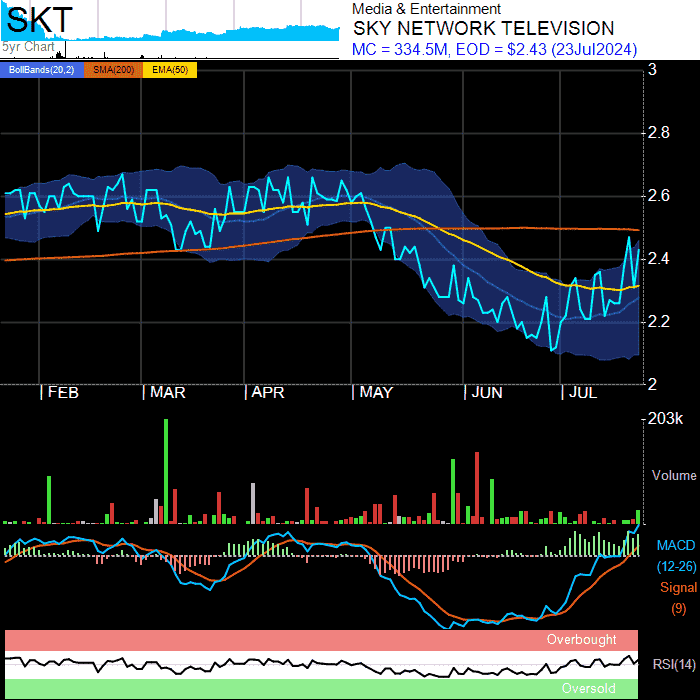 SKT
5yr Chart
Media & Entertainment
SKY NETWORK TELEVISION
MC = 334.5M, EOD = $2.43 (23Jul2024)
BollBands(20,2) SMA(200) EMA(50)
3
2.8
2.6
2.4
2.2
2
| FEB | MAR | APR | MAY | JUN | JUL
203k
Volume
MACD
(12-26)
Signal
(9)
Overbought
RSI(14)
Oversold